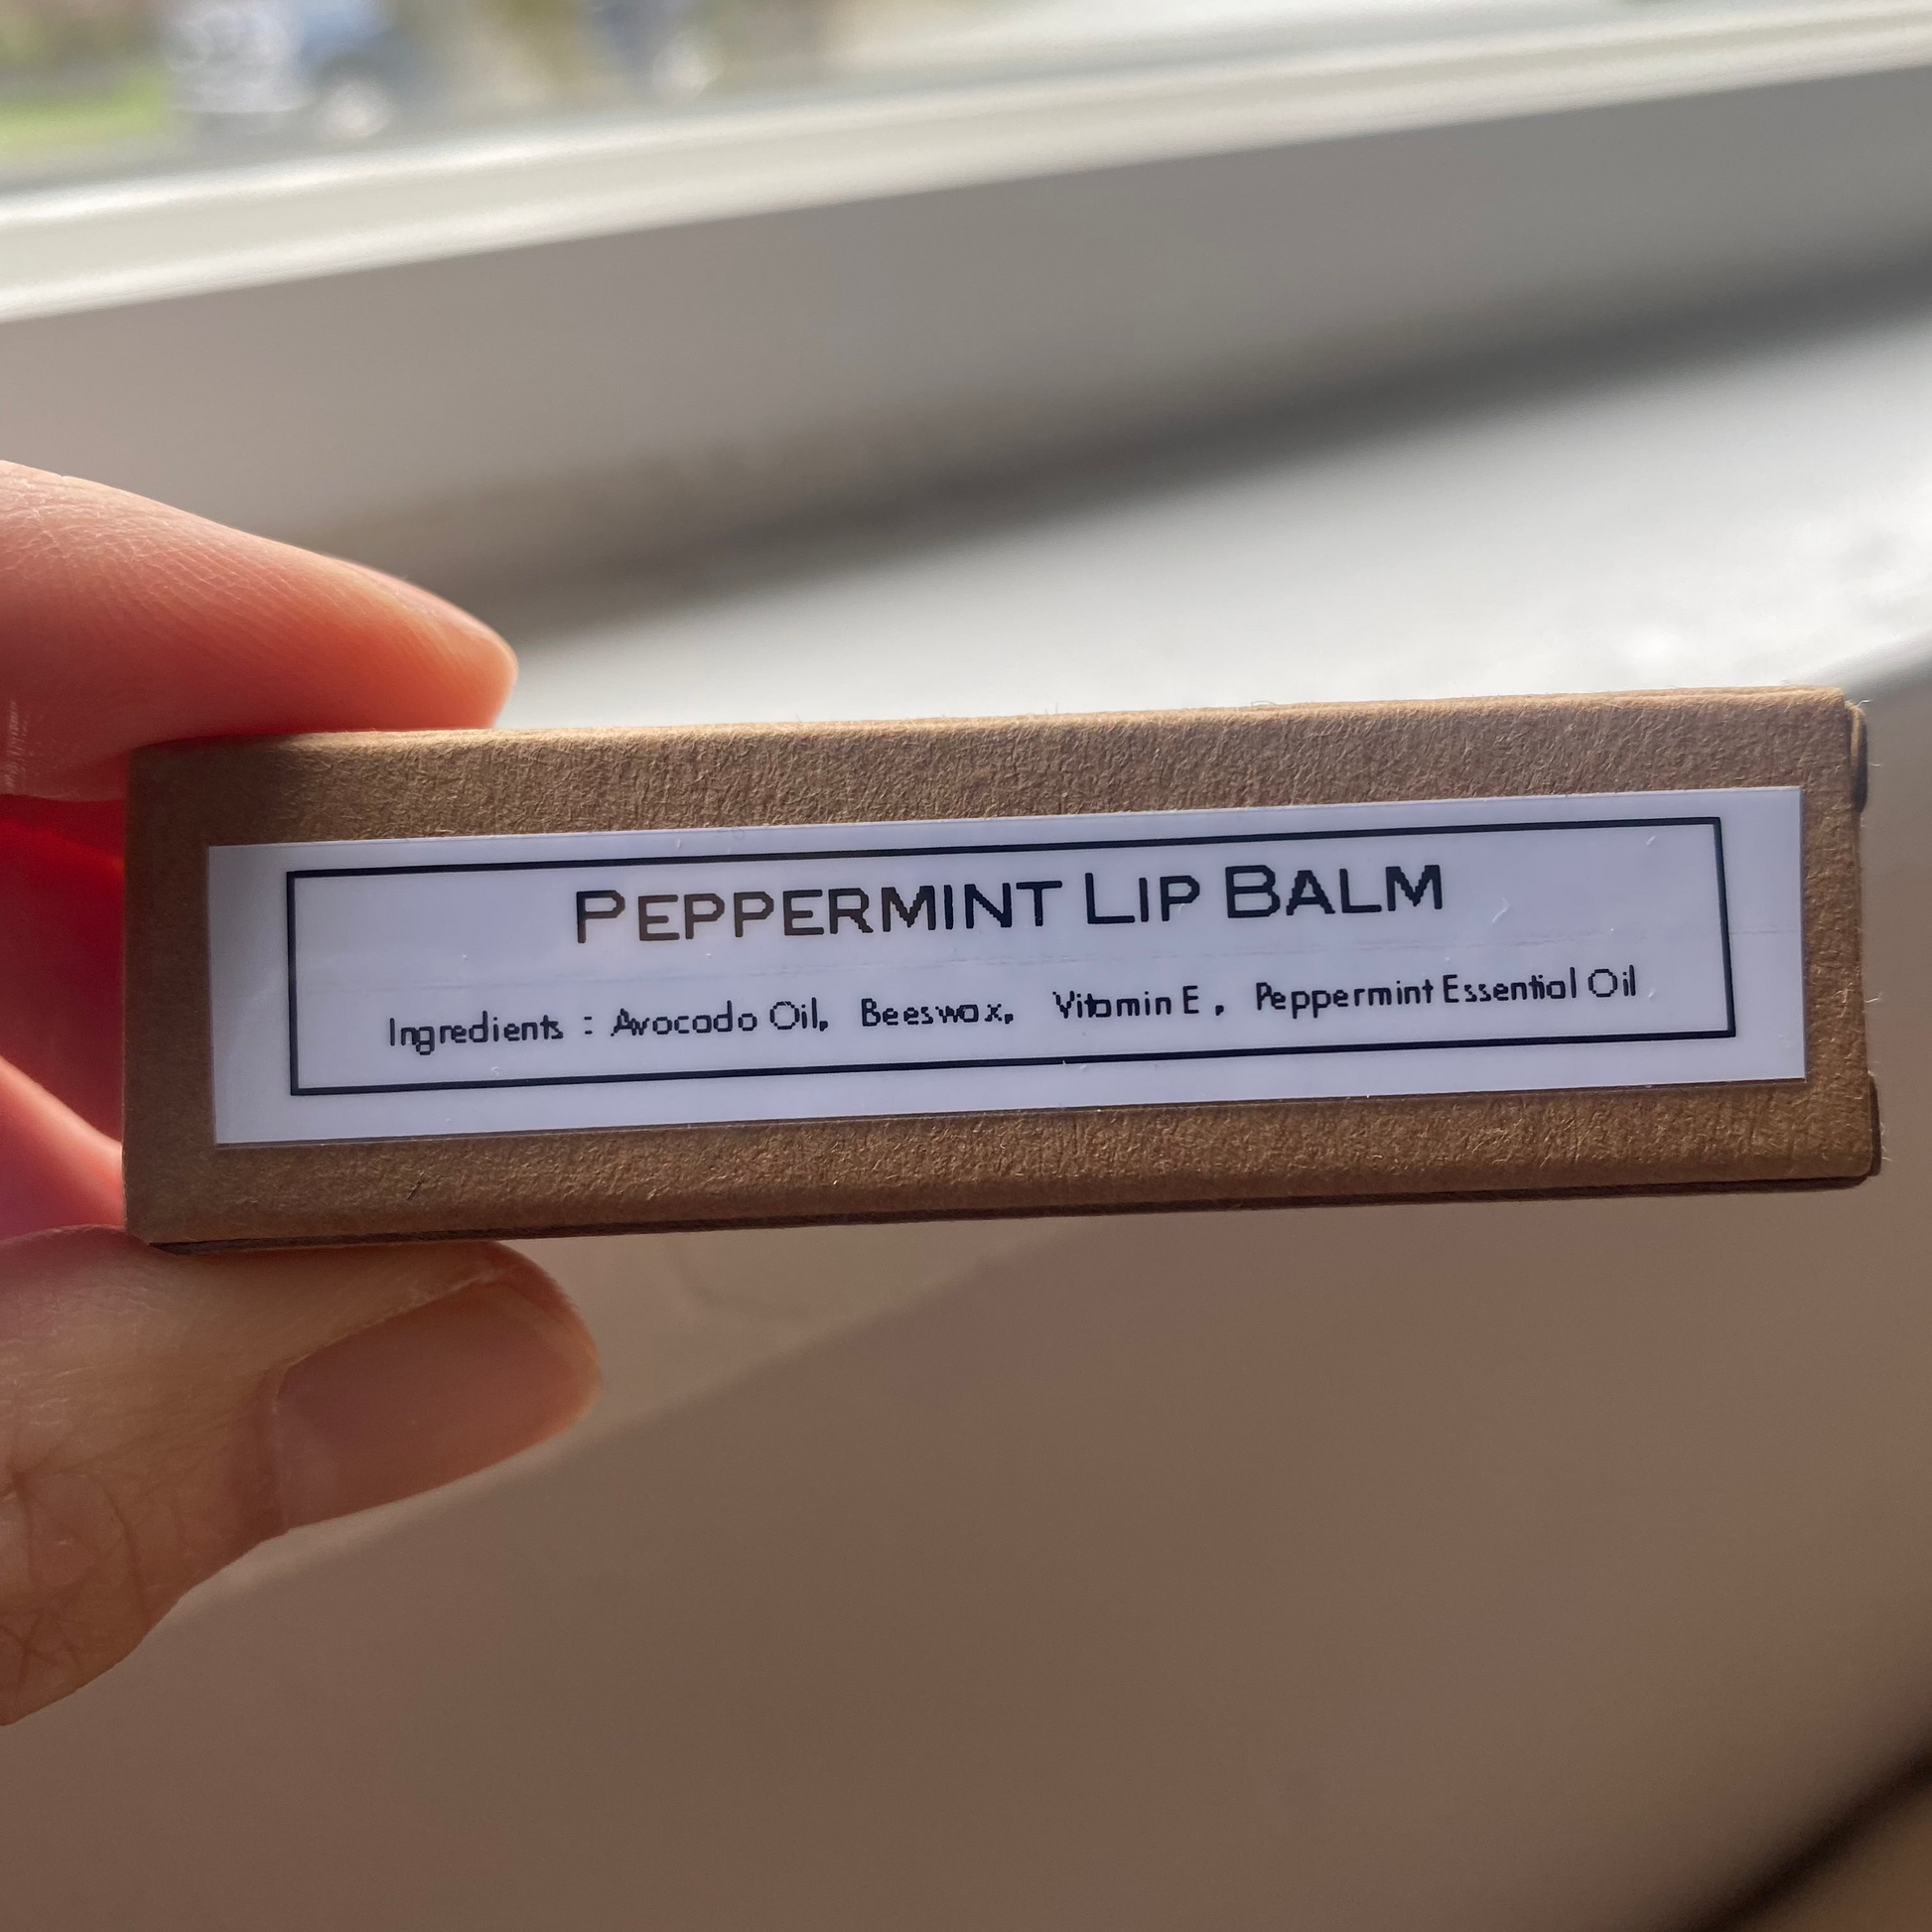 PEPPERMINT LIP BALM
Ingredients : Avocado Oil, Beeswax, Vitamin E , Peppermint Essential Oil